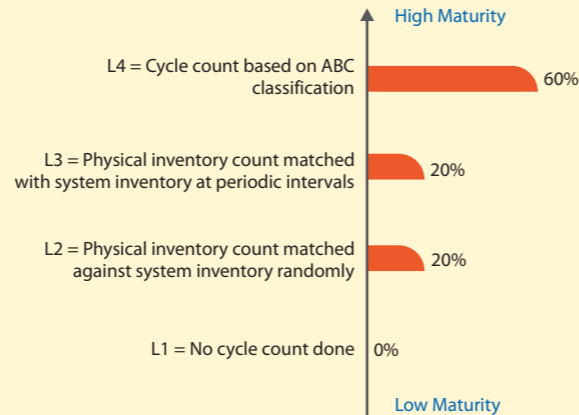 High Maturity
L4 = Cycle count based on ABC
classification
60%
L3 = Physical inventory count matched
with system inventory at periodic intervals
20%
L2 = Physical inventory count matched
against system inventory randomly
20%
L1 = No cycle count done
0%
Low Maturity